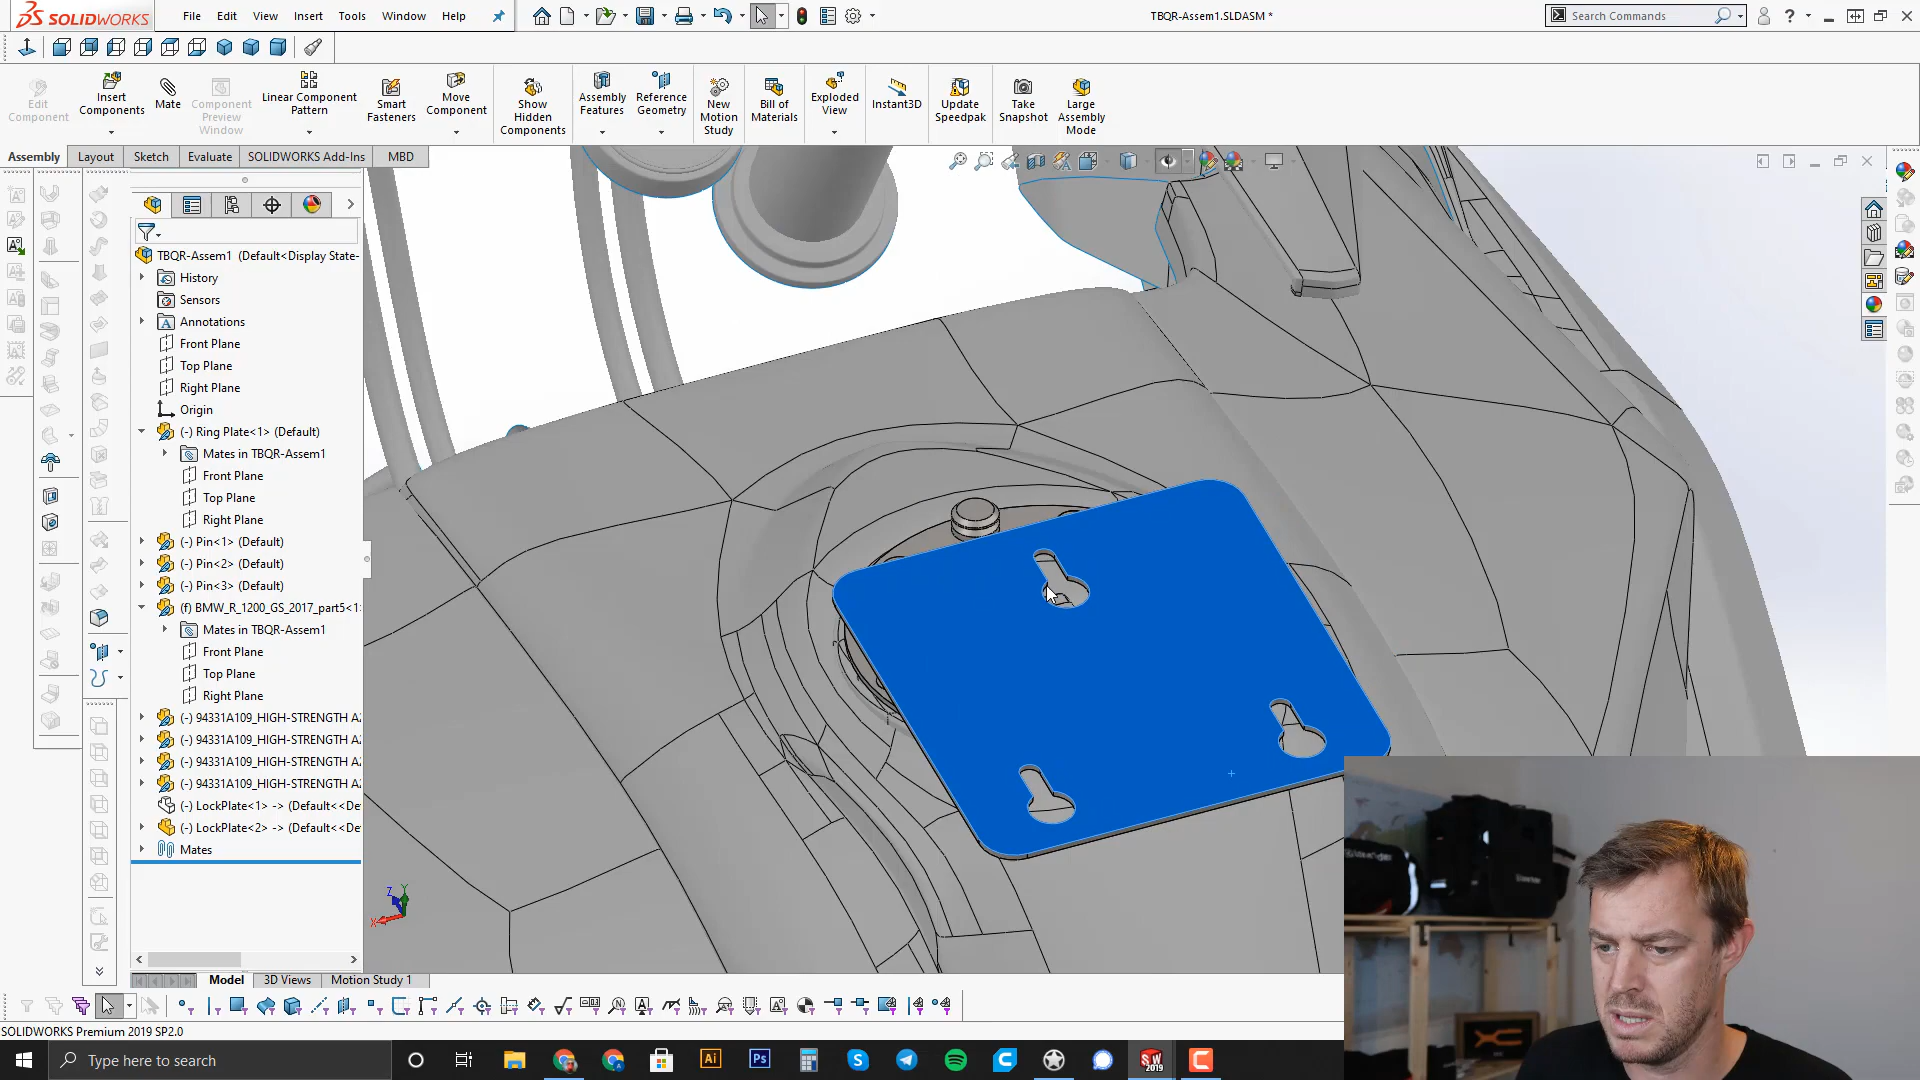 SOLIDWORKS
File Edit View Insert Tools Window Help
TBQR-Assem1.SLDASM *
Search Commands
Edit Component
Insert Components
Mate
Component Preview Window
Linear Component Pattern
Smart Fasteners
Move Component
Show Hidden Components
Assembly Features
Reference Geometry
New Motion Study
Bill of Materials
Exploded View
Instant3D
Update Speedpak
Take Snapshot
Large Assembly Mode
Assembly Layout Sketch Evaluate SOLIDWORKS Add-Ins MBD
TBQR-Assem1 (Default<Display State-
History
Sensors
Annotations
Front Plane
Top Plane
Right Plane
Origin
(-) Ring Plate<1> (Default)
Mates in TBQR-Assem1
Front Plane
Top Plane
Right Plane
(-) Pin<1> (Default)
(-) Pin<2> (Default)
(-) Pin<3> (Default)
(f) BMW_R_1200_GS_2017_part5<1
Mates in TBQR-Assem1
Front Plane
Top Plane
Right Plane
(-) 94331A109_HIGH-STRENGTH A
(-) 94331A109_HIGH-STRENGTH A
(-) 94331A109_HIGH-STRENGTH A
(-) 94331A109_HIGH-STRENGTH A
(-) LockPlate<1> -> (Default<<De
(-) LockPlate<2> -> (Default<<De
Mates
Z Y X
Model 3D Views Motion Study 1
SOLIDWORKS Premium 2019 SP2.0
Type here to search
Ai Ps SW 2019